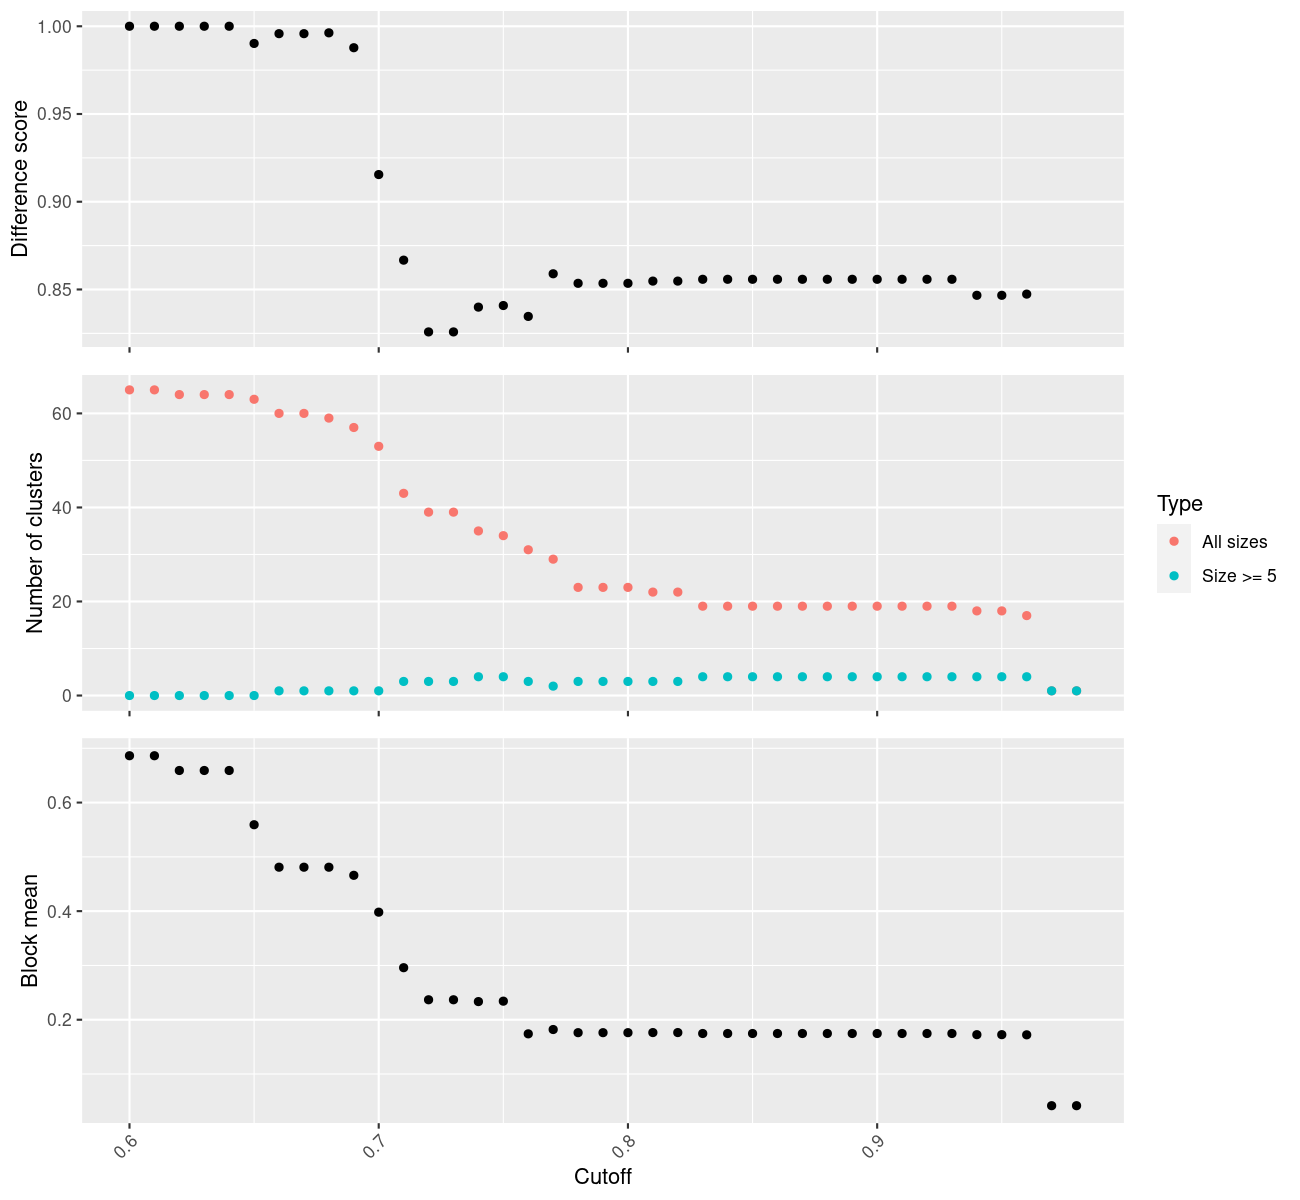 Difference score
1.00
0.95
0.90
0.85
Number of clusters
60
40
20
0
Type
All sizes
Size >= 5
Block mean
0.6
0.4
0.2
0.6
0.7
0.8
0.9
Cutoff